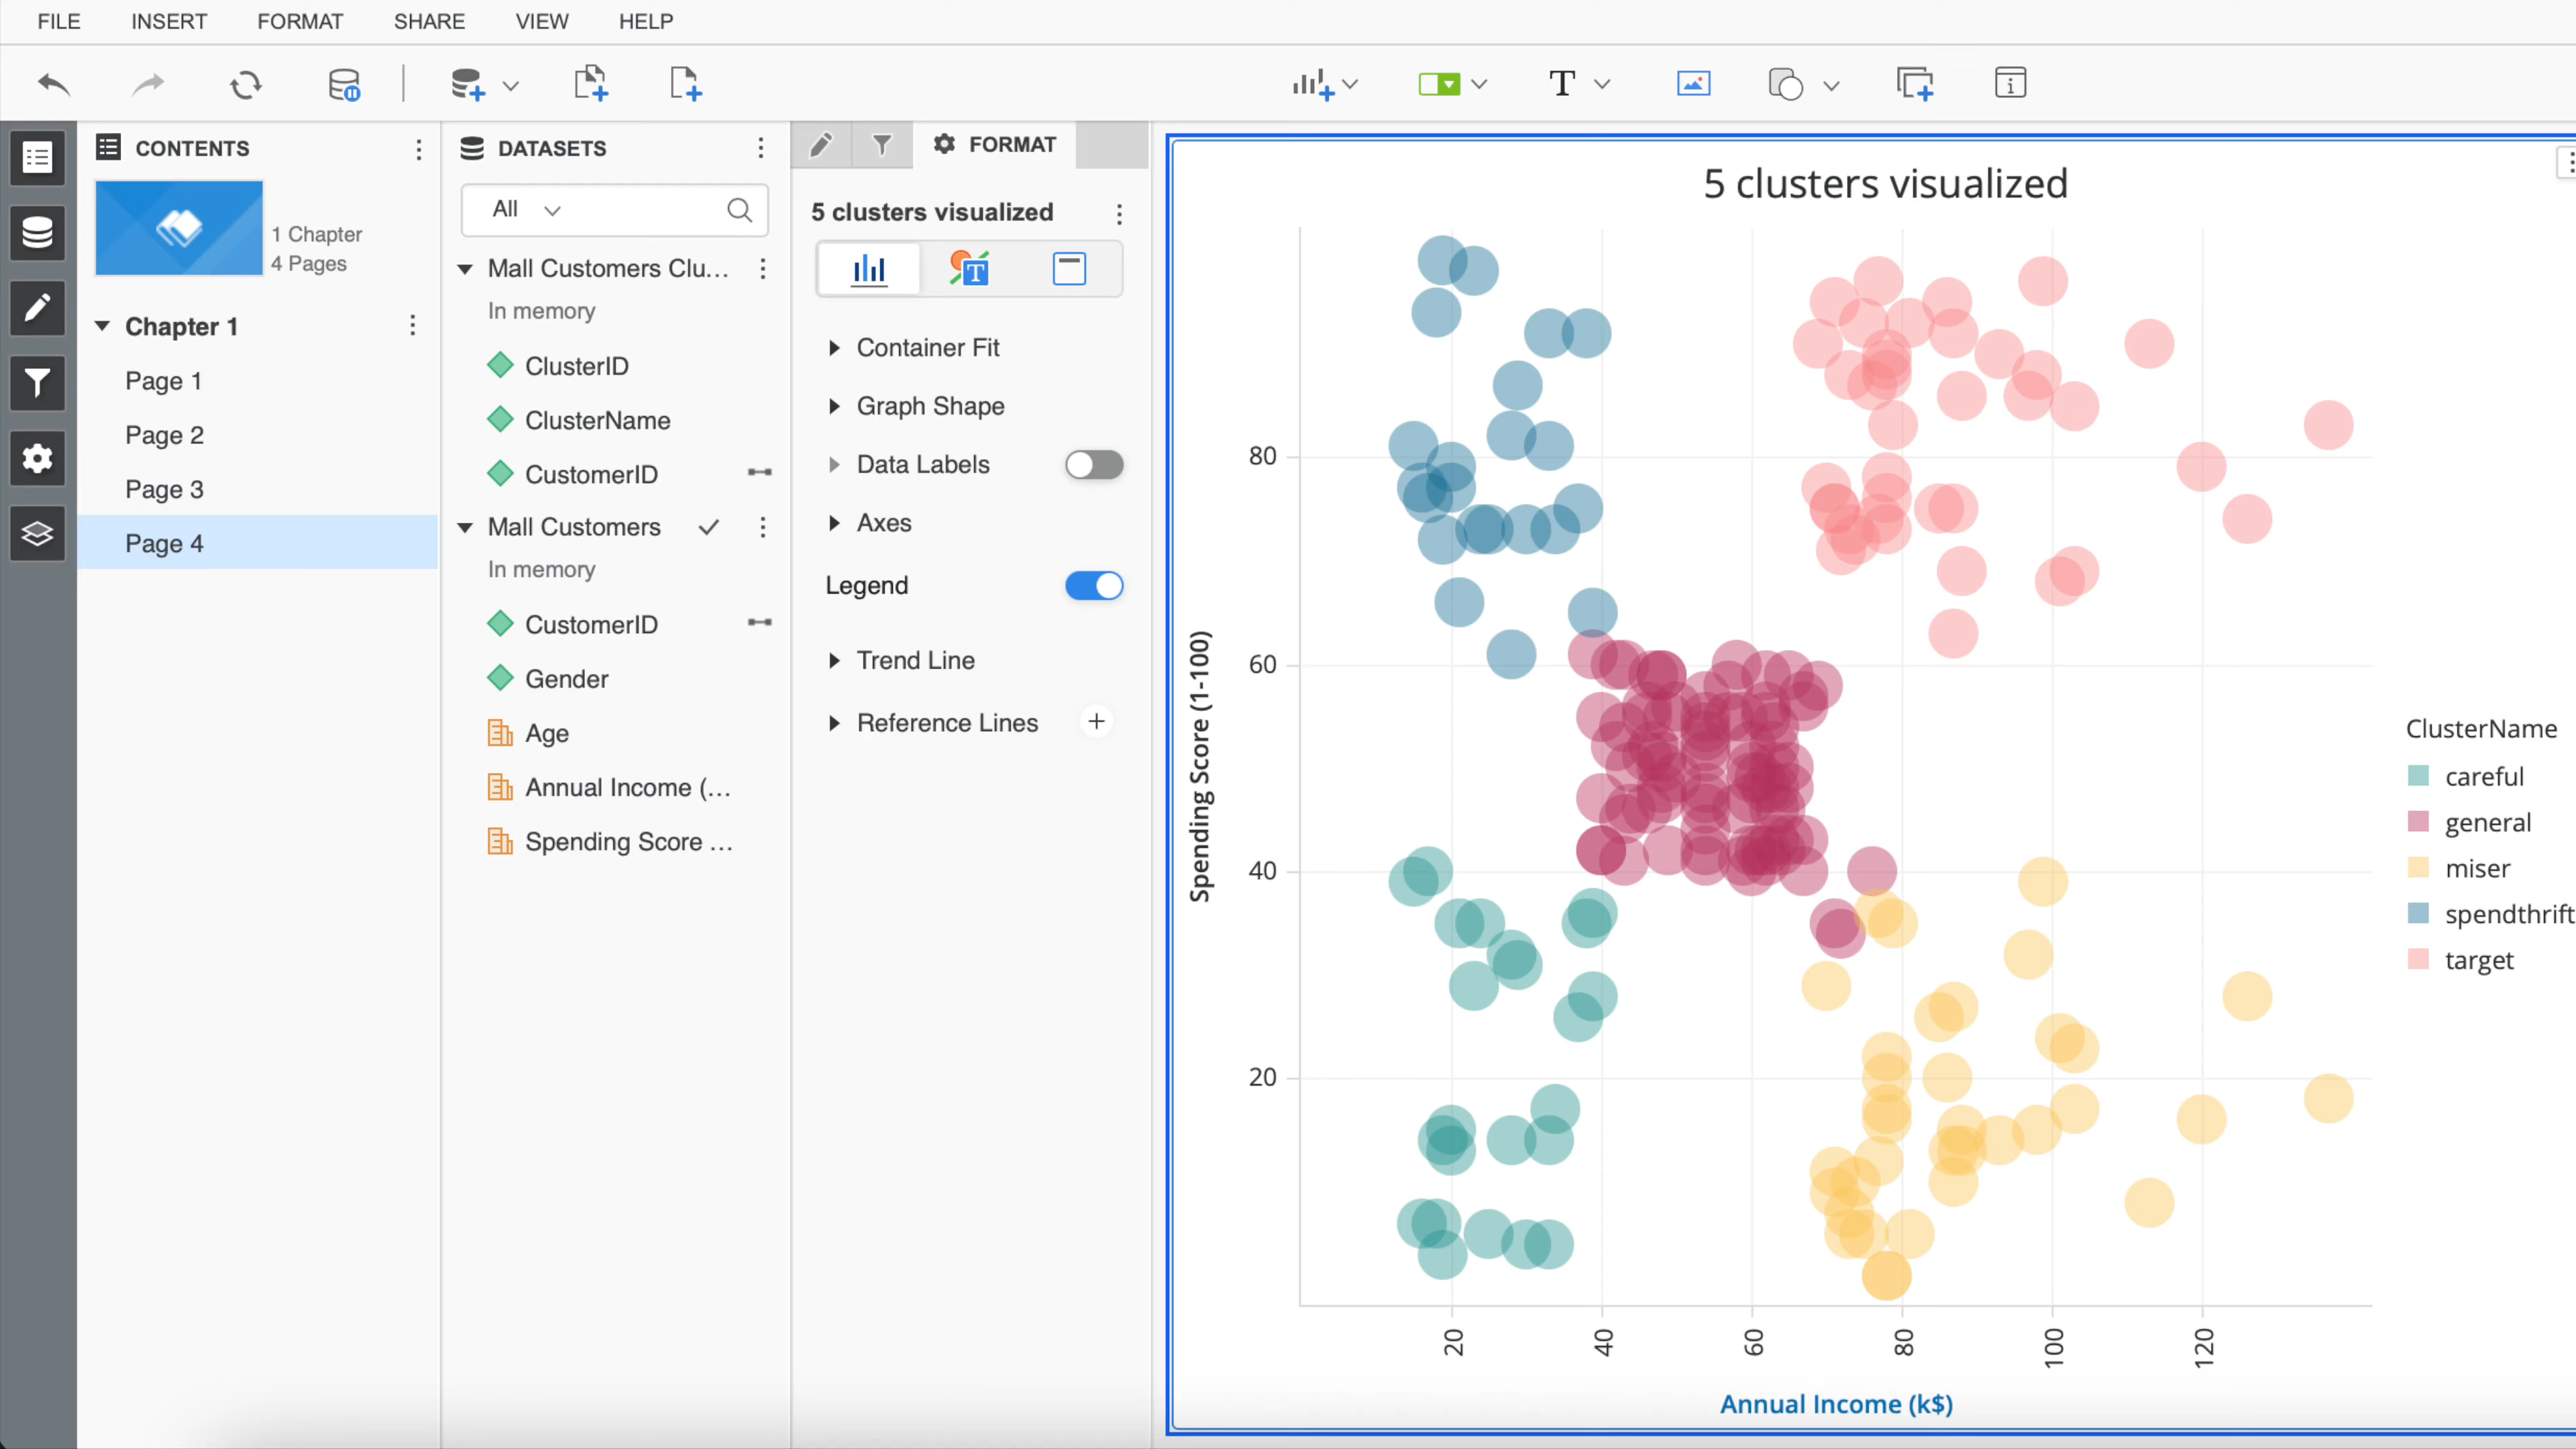 FILE INSERT FORMAT SHARE VIEW HELP
T
CONTENTS
1 Chapter
4 Pages
Chapter 1
Page 1
Page 2
Page 3
Page 4
DATASETS
All
Mall Customers Clu...
In memory
ClusterID
ClusterName
CustomerID
Mall Customers
In memory
CustomerID
Gender
Age
Annual Income (...
Spending Score ...
FORMAT
5 clusters visualized
T
Container Fit
Graph Shape
Data Labels
Axes
Legend
Trend Line
Reference Lines
5 clusters visualized
Spending Score (1-100)
80
60
40
20
20
40
60
80
100
120
Annual Income (k$)
ClusterName
careful
general
miser
spendthrift
target